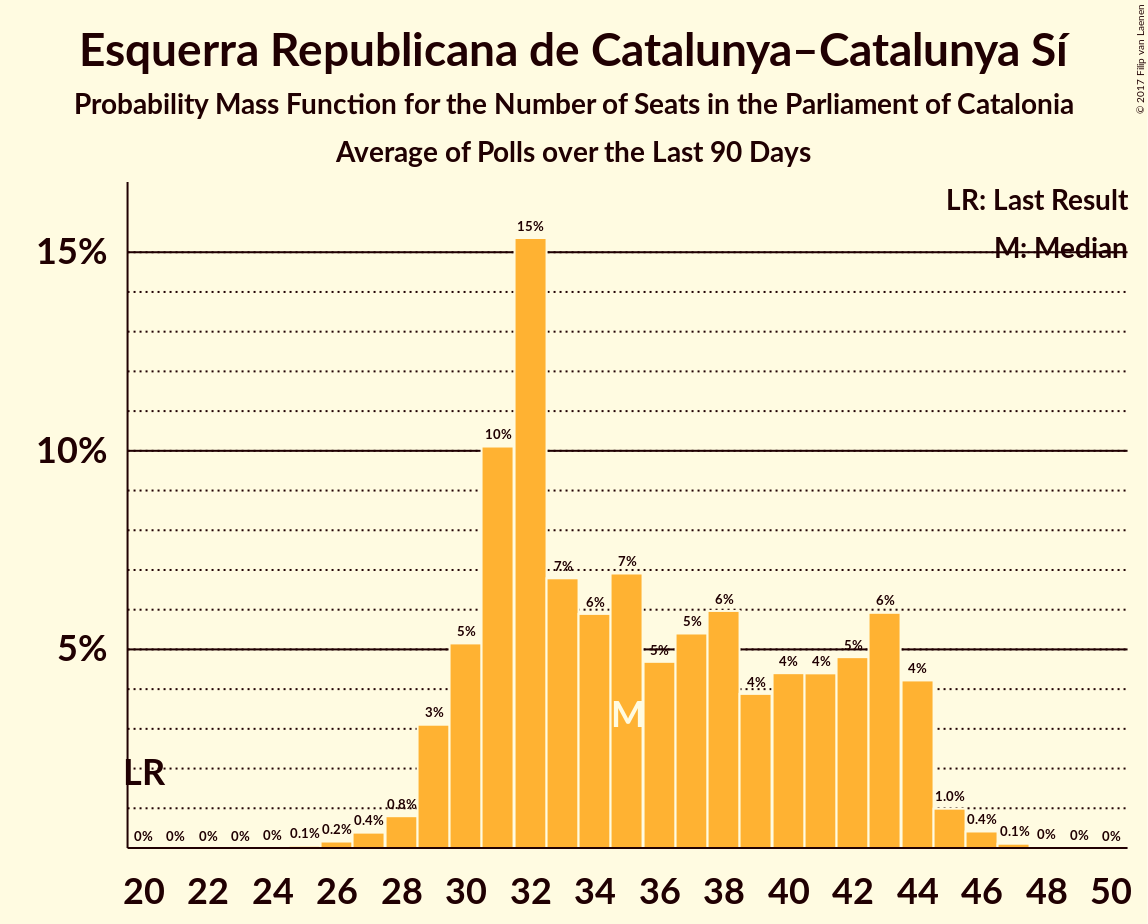 Esquerra Republicana de Catalunya–Catalunya Sí
Probability Mass Function for the Number of Seats in the Parliament of Catalonia
Average of Polls over the Last 90 Days
© 2017 Filip van Laenen
LR: Last Result
M: Median
15%
10%
5%
LR
M
0% 0% 0% 0% 0% 0.1% 0.2% 0.4% 0.8% 3% 5% 10% 15% 7% 6% 7% 5% 5% 6% 4% 4% 4% 5% 6% 4% 1.0% 0.4% 0.1% 0% 0% 0%
20 22 24 26 28 30 32 34 36 38 40 42 44 46 48 50